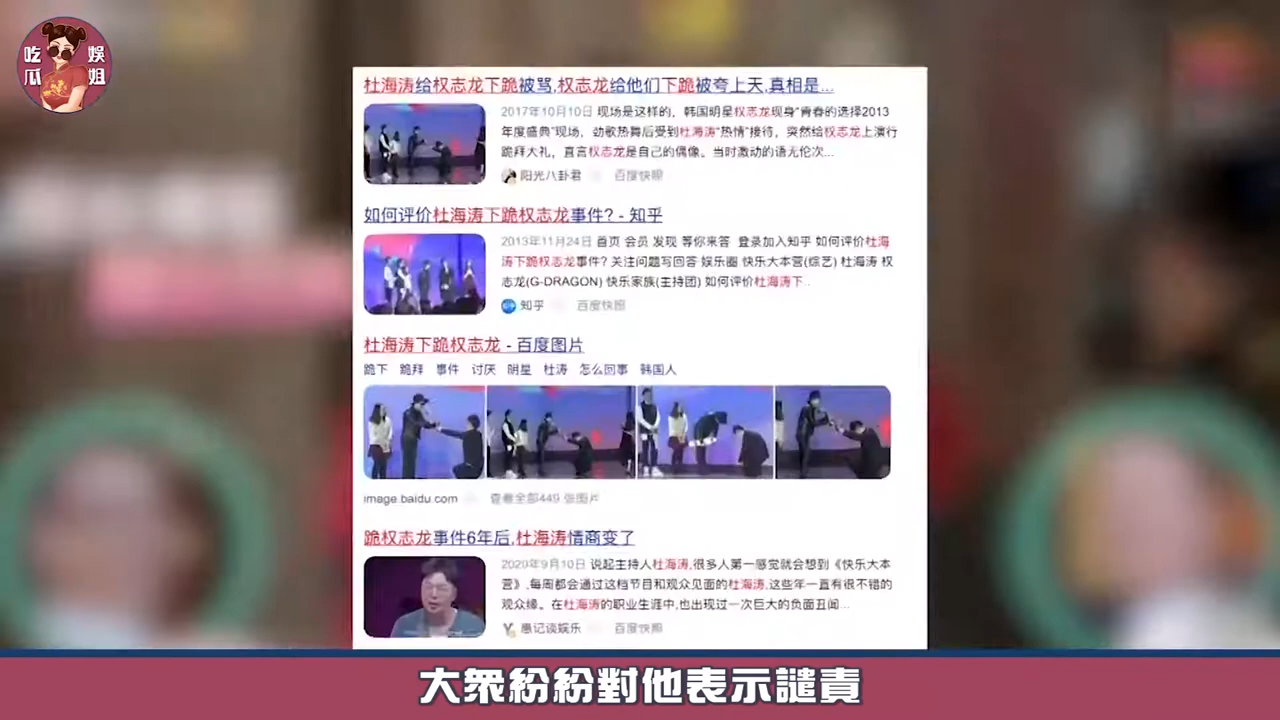 吃瓜
娱姐
杜海涛给权志龙下跪被骂,权志龙给他们下跪被夸上天,真相是...
2017年10月10日 现场是这样的，韩国明星权志龙现身"青春的选择2013
年度盛典"现场，劲歌热舞后受到杜海涛"热情"接待，突然给权志龙上演行
跪拜大礼，直言权志龙是自己的偶像。当时激动的语无伦次...
阳光八卦君 百度快照
如何评价杜海涛下跪权志龙事件? - 知乎
2013年11月24日 首页 会员 发现 等你来答 登录加入知乎 如何评价杜海
涛下跪权志龙事件? 关注问题写回答 娱乐圈 快乐大本营(综艺) 杜海涛 权
志龙(G-DRAGON) 快乐家族(主持团) 如何评价杜海涛下..
知乎 百度快照
杜海涛下跪权志龙 - 百度图片
跪下 跪拜 事件 讨厌 明星 杜涛 怎么回事 韩国人
image.baidu.com 查看全部449 张图片
跪权志龙事件6年后,杜海涛情商变了
2020年9月10日 说起主持人杜海涛,很多人第一感觉就会想到《快乐大本
营》,每周都会通过这档节目和观众见面的杜海涛,这些年一直有很不错的
观众缘。在杜海涛的职业生涯中,也出现过一次巨大的负面丑闻...
愚记谈娱乐 百度快照
大衆紛紛對他表示譴責